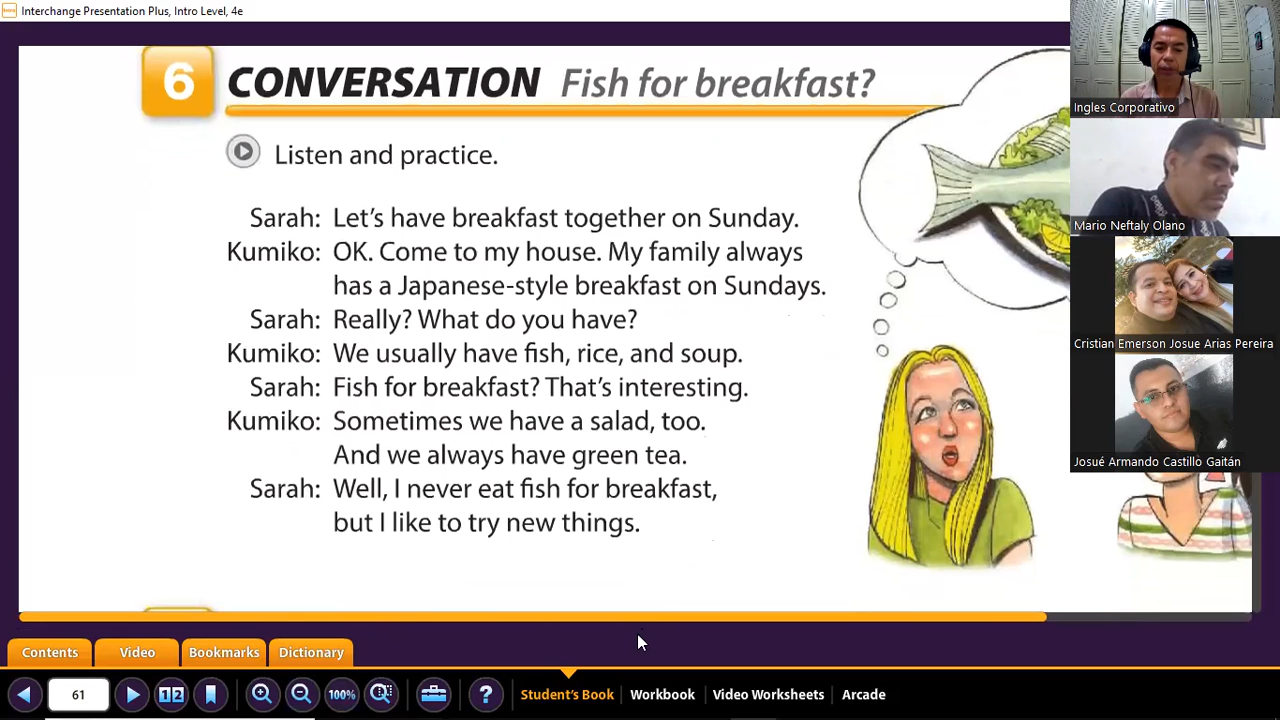 Interchange Presentation Plus, Intro Level, 4e
6 CONVERSATION Fish for breakfast?
Listen and practice.
Sarah: Let's have breakfast together on Sunday.
Kumiko: OK. Come to my house. My family always
has a Japanese-style breakfast on Sundays.
Sarah: Really? What do you have?
Kumiko: We usually have fish, rice, and soup.
Sarah: Fish for breakfast? That's interesting.
Kumiko: Sometimes we have a salad, too.
And we always have green tea.
Sarah: Well, I never eat fish for breakfast,
but I like to try new things.
Ingles Corporativo
Mario Neftaly Olano
Cristian Emerson Josue Arias Pereira
Josué Armando Castillo Gaitán
Contents Video Bookmarks Dictionary
61 1 2 100% ? Student's Book Workbook Video Worksheets Arcade